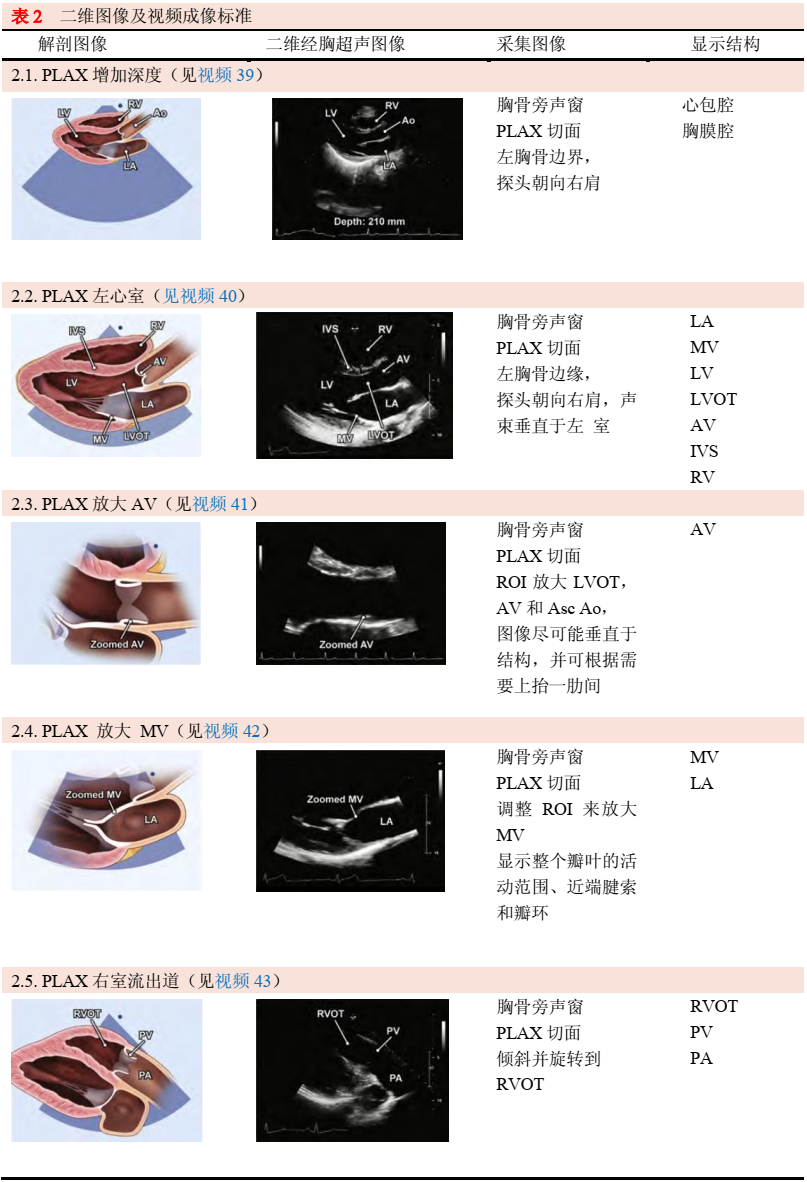 表 2 二维图像及视频成像标准
解剖图像 二维经胸超声图像 采集图像 显示结构
2.1. PLAX 增加深度（见视频 39）
LV RV Ao LA
LV RV Ao LA
Depth: 210 mm
胸骨旁声窗
PLAX 切面
左胸骨边界，
探头朝向右肩
心包腔
胸膜腔
2.2. PLAX 左心室（见视频 40）
IVS RV AV LV LA MV LVOT
IVS RV AV LV LA MV LVOT
胸骨旁声窗
PLAX 切面
左胸骨边缘，
探头朝向右肩，声
束垂直于左 室
LA
MV
LV
LVOT
AV
IVS
RV
2.3. PLAX 放大 AV（见视频 41）
Zoomed AV
Zoomed AV
胸骨旁声窗
PLAX 切面
ROI 放大 LVOT，
AV 和 Asc Ao，
图像尽可能垂直于
结构，并可根据需
要上抬一肋间
AV
2.4. PLAX 放大 MV（见视频 42）
Zoomed MV LA
Zoomed MV LA
胸骨旁声窗
PLAX 切面
调整 ROI 来放大
MV
显示整个瓣叶的活
动范围、近端腱索
和瓣环
MV
LA
2.5. PLAX 右室流出道（见视频 43）
RVOT PV PA
RVOT PV PA
胸骨旁声窗
PLAX 切面
倾斜并旋转到
RVOT
RVOT
PV
PA